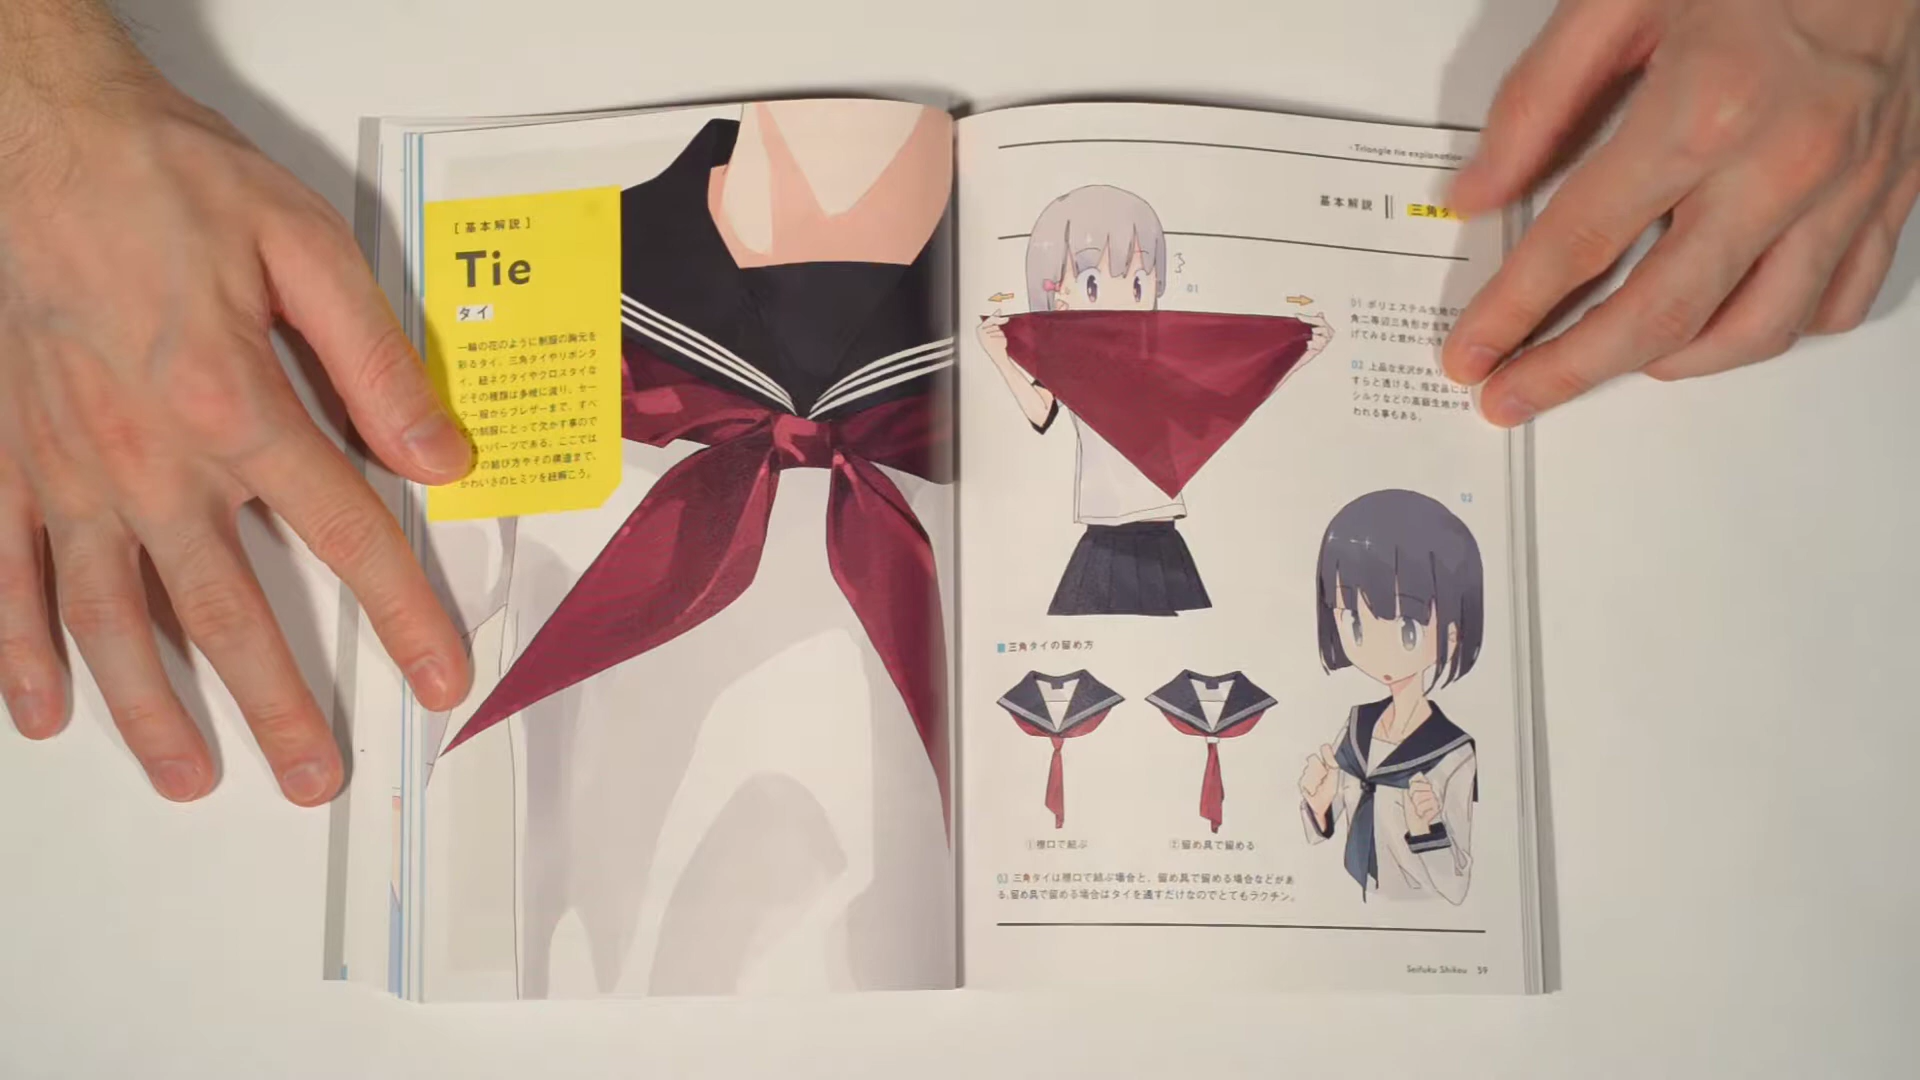 [基本解説]
Tie
タイ
一輪の花のように制服の胸元を
彩るタイ。三角タイやリボンタ
イ、紐ネクタイやクロスタイな
どその種類は多岐に渡り、セー
ラー服からブレザーまで、すべ
の制服にとって欠かす事ので
ないパーツである。ここでは
の結び方やその構造まで、
かわいさのヒミツを紐解こう。
- Triangle tie explanation
基本解説
三角タ
01
01 ポリエステル生地の
角二等辺三角形が
げてみると意外と大
02 上品な光沢があり
すらと透ける。指定品には
シルクなどの高級生地が使
われる事もある。
02
三角タイの留め方
①襟口で結ぶ
②留め具で留める
03 三角タイは襟口で結ぶ場合と、留め具で留める場合などがあ
る。留め具で留める場合はタイを通すだけなのでとてもラクチン。
Seifuku Shikou 59